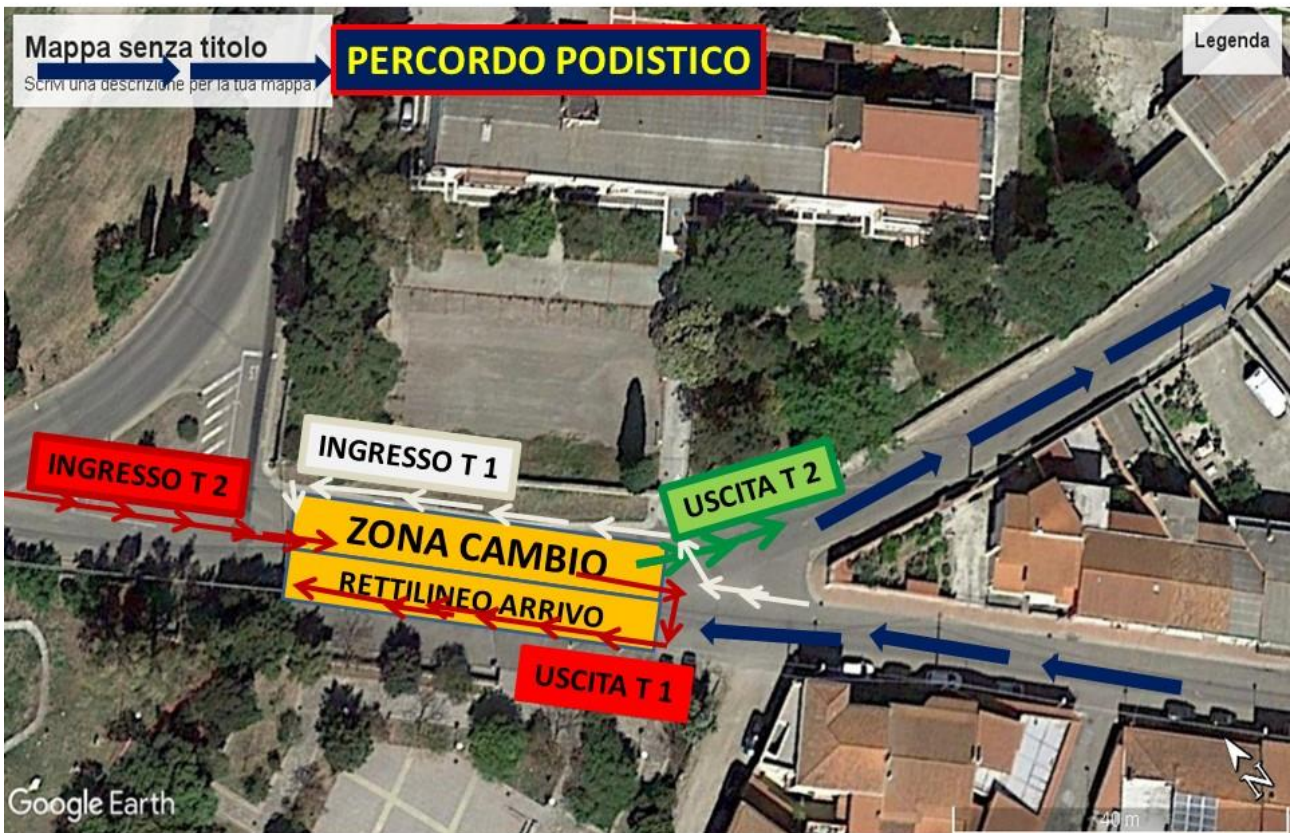 Mappa senza titolo
Scrivi una descrizione per la tua mappa.
PERCORDO PODISTICO
Legenda
INGRESSO T 2
INGRESSO T 1
USCITA T 2
ZONA CAMBIO
RETTILINEO ARRIVO
USCITA T 1
N
Google Earth
40 m